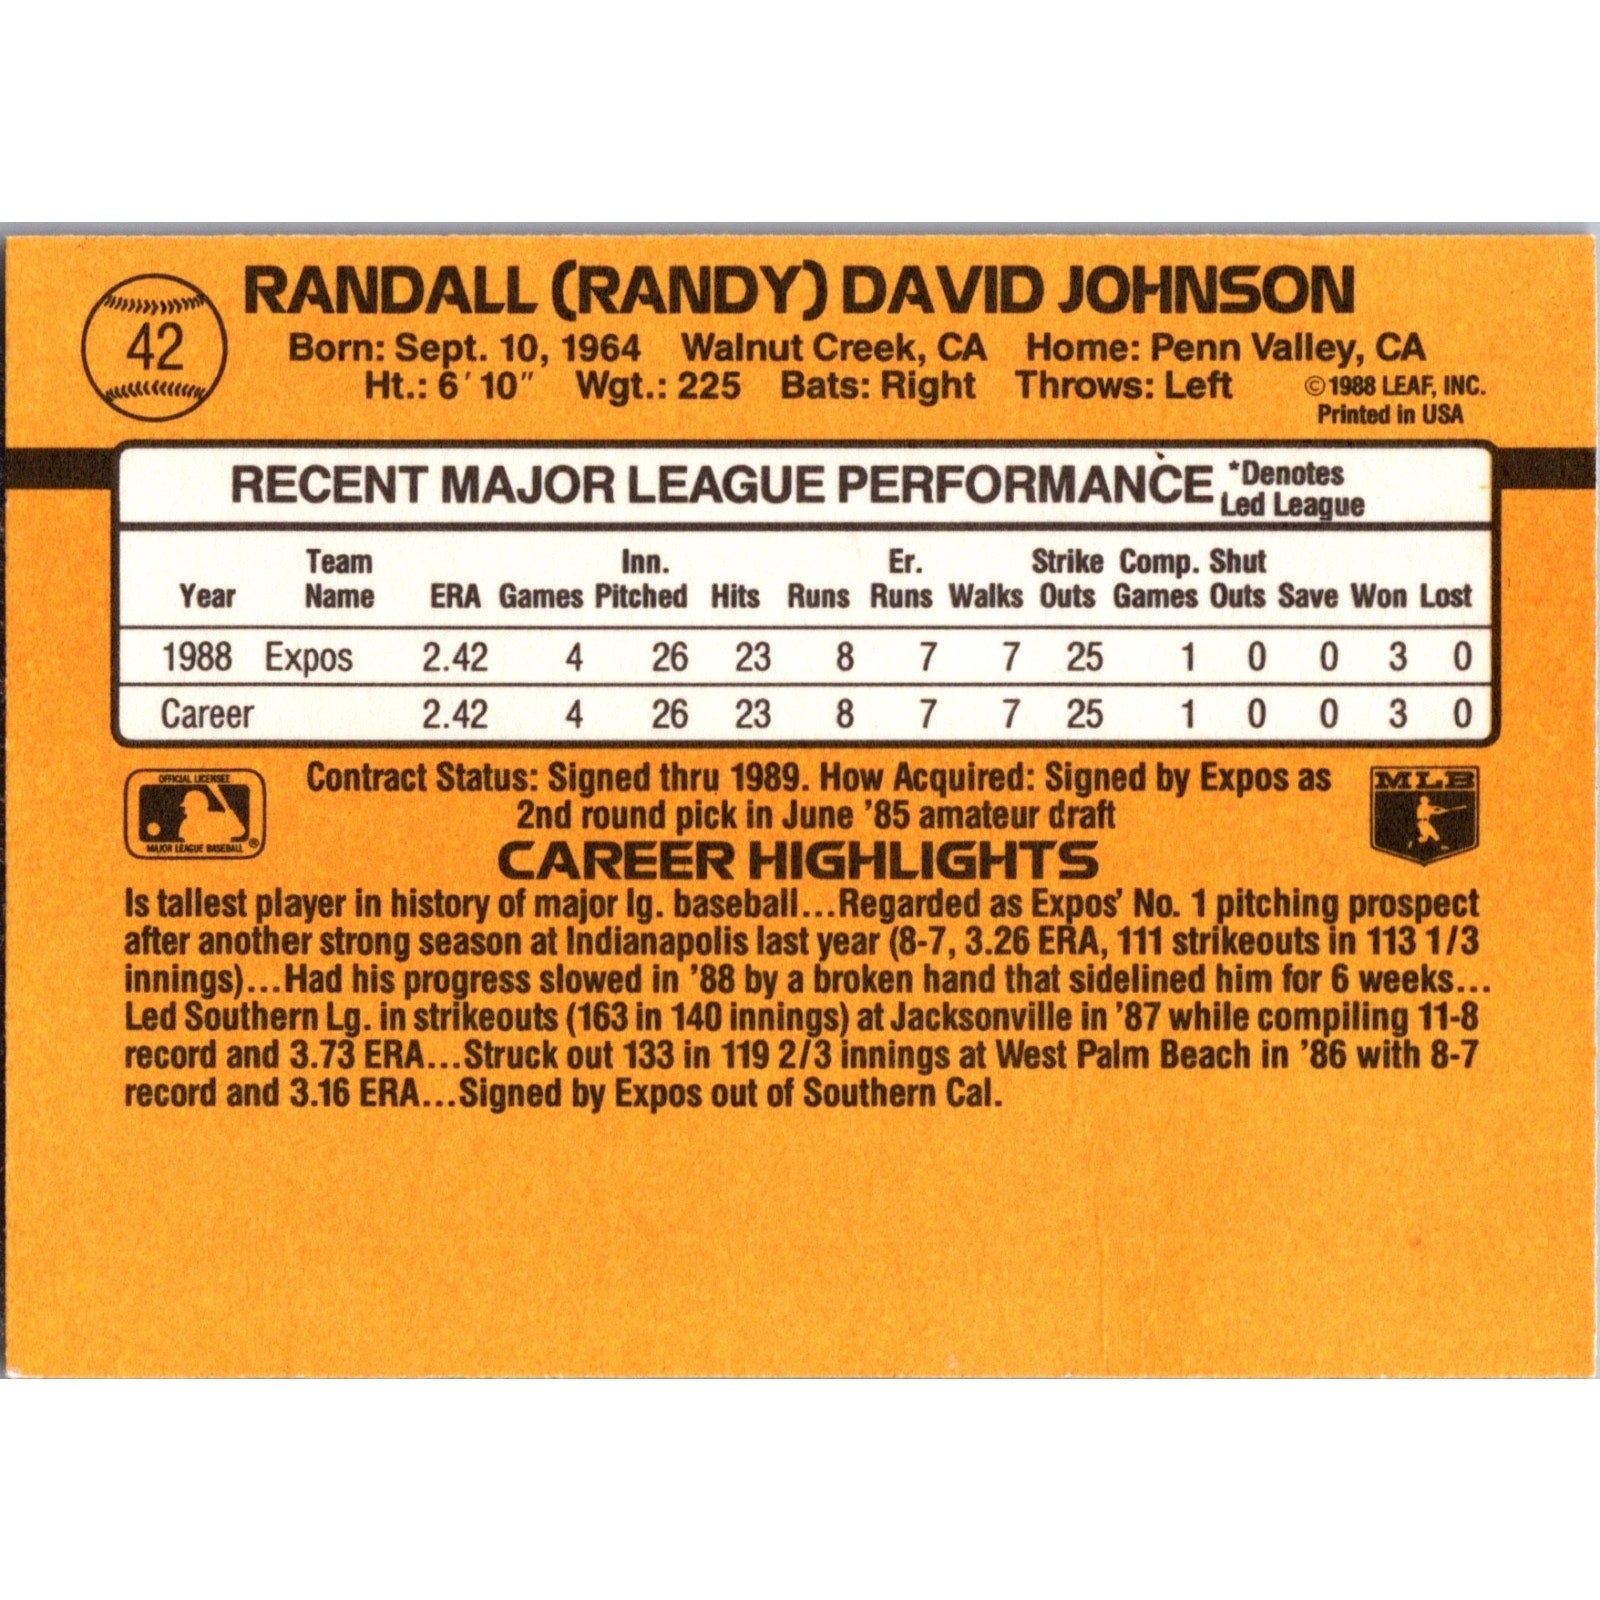 42
RANDALL (RANDY) DAVID JOHNSON
Born: Sept. 10, 1964 Walnut Creek, CA Home: Penn Valley, CA
Ht.: 6' 10" Wgt.: 225 Bats: Right Throws: Left © 1988 LEAF, INC.
Printed in USA
RECENT MAJOR LEAGUE PERFORMANCE *Denotes
Led League
Team Inn. Er. Strike Comp. Shut
Year Name ERA Games Pitched Hits Runs Runs Walks Outs Games Outs Save Won Lost
1988 Expos 2.42 4 26 23 8 7 7 25 1 0 0 3 0
Career 2.42 4 26 23 8 7 7 25 1 0 0 3 0
OFFICIAL LICENSEE
MAJOR LEAGUE BASEBALL ®
Contract Status: Signed thru 1989. How Acquired: Signed by Expos as
2nd round pick in June '85 amateur draft
MLB
CAREER HIGHLIGHTS
Is tallest player in history of major lg. baseball...Regarded as Expos' No. 1 pitching prospect
after another strong season at Indianapolis last year (8-7, 3.26 ERA, 111 strikeouts in 113 1/3
innings)...Had his progress slowed in '88 by a broken hand that sidelined him for 6 weeks...
Led Southern Lg. in strikeouts (163 in 140 innings) at Jacksonville in '87 while compiling 11-8
record and 3.73 ERA...Struck out 133 in 119 2/3 innings at West Palm Beach in '86 with 8-7
record and 3.16 ERA...Signed by Expos out of Southern Cal.